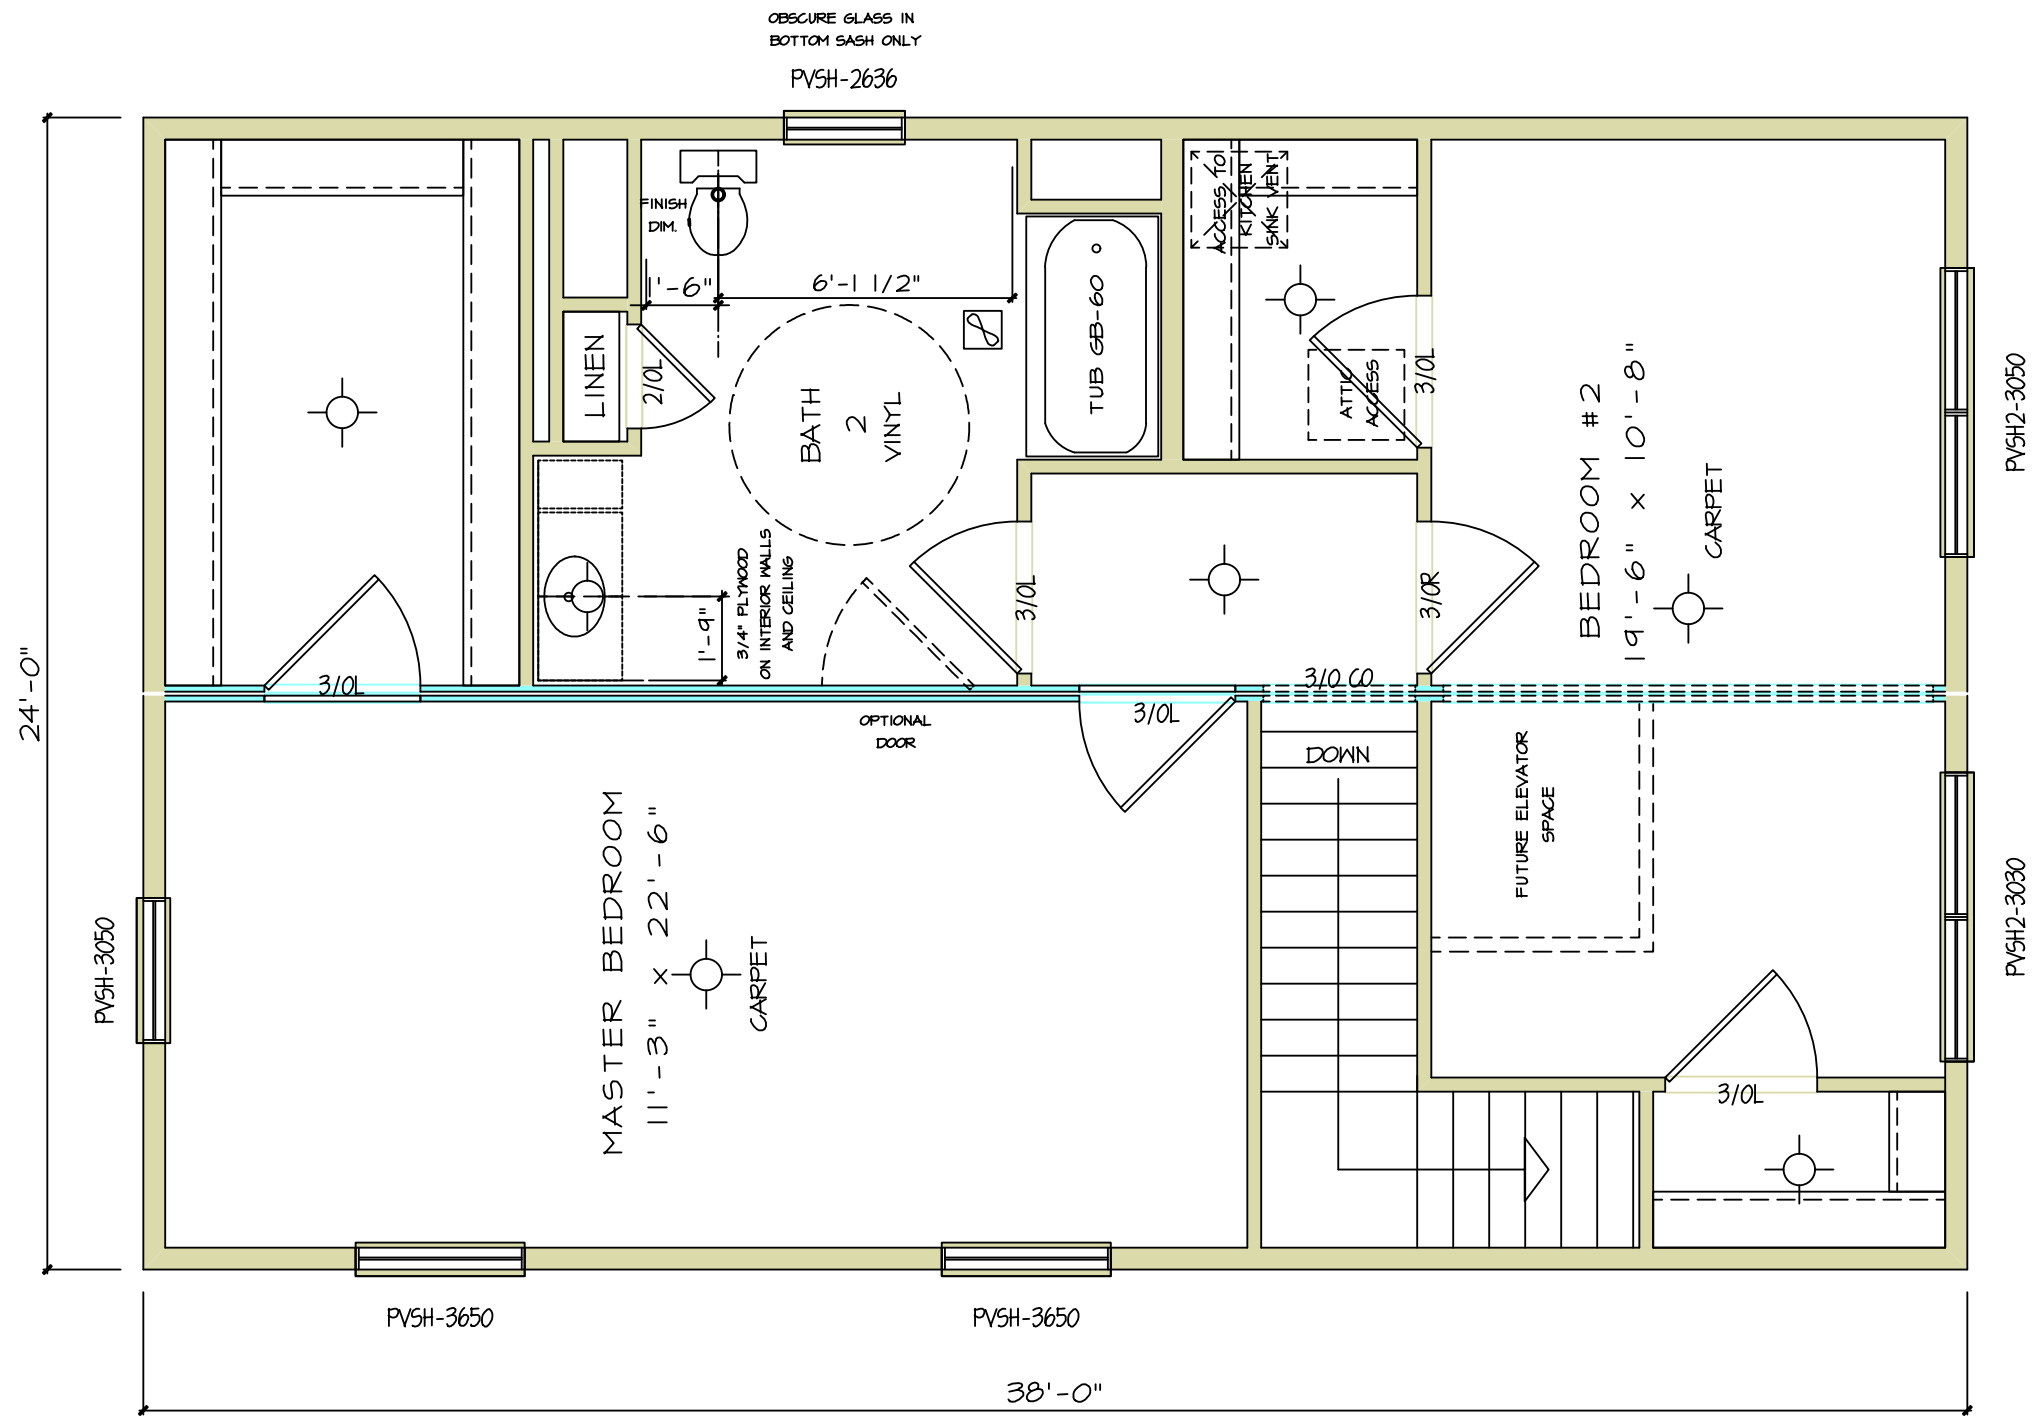 OBSCURE GLASS IN
BOTTOM SASH ONLY
PVSH-2636
FINISH
DIM.
1'-6"
6'-1 1/2"
LINEN
2/0L
BATH
2
VINYL
TUB GB-60
ACCESS TO
KITCHEN
SINK VENT
ATTIC
ACCESS
3/0L
BEDROOM #2
19'-6" x 10'-8"
CARPET
PVSH2-3050
24'-0"
3/0L
1'-9"
3/4" PLYWOOD
ON INTERIOR WALLS
AND CEILING
3/0L
3/0R
3/0 CO
3/0L
OPTIONAL
DOOR
DOWN
FUTURE ELEVATOR
SPACE
MASTER BEDROOM
11'-3" x 22'-6"
CARPET
PVSH-3050
PVSH2-3030
3/0L
PVSH-3650
PVSH-3650
38'-0"